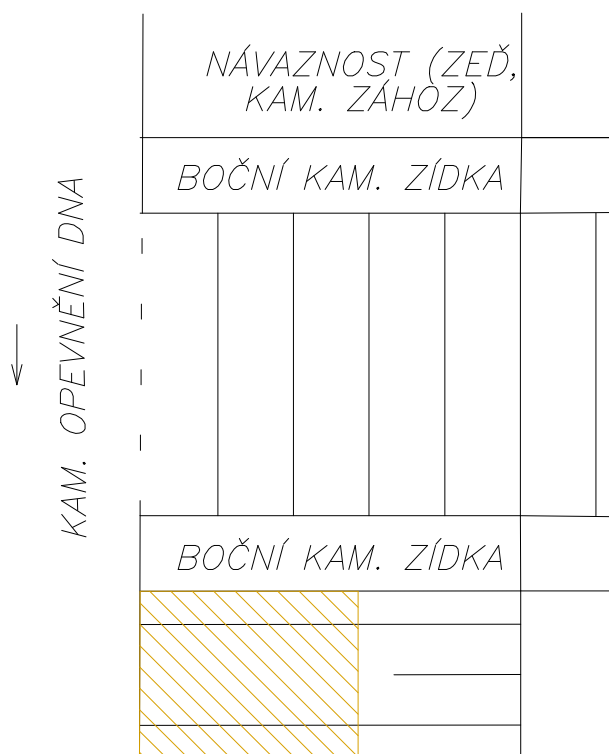 NÁVAZNOST (ZEĎ,
KAM. ZÁHOZ)
BOČNÍ KAM. ZÍDKA
KAM. OPEVNĚNÍ DNA
BOČNÍ KAM. ZÍDKA